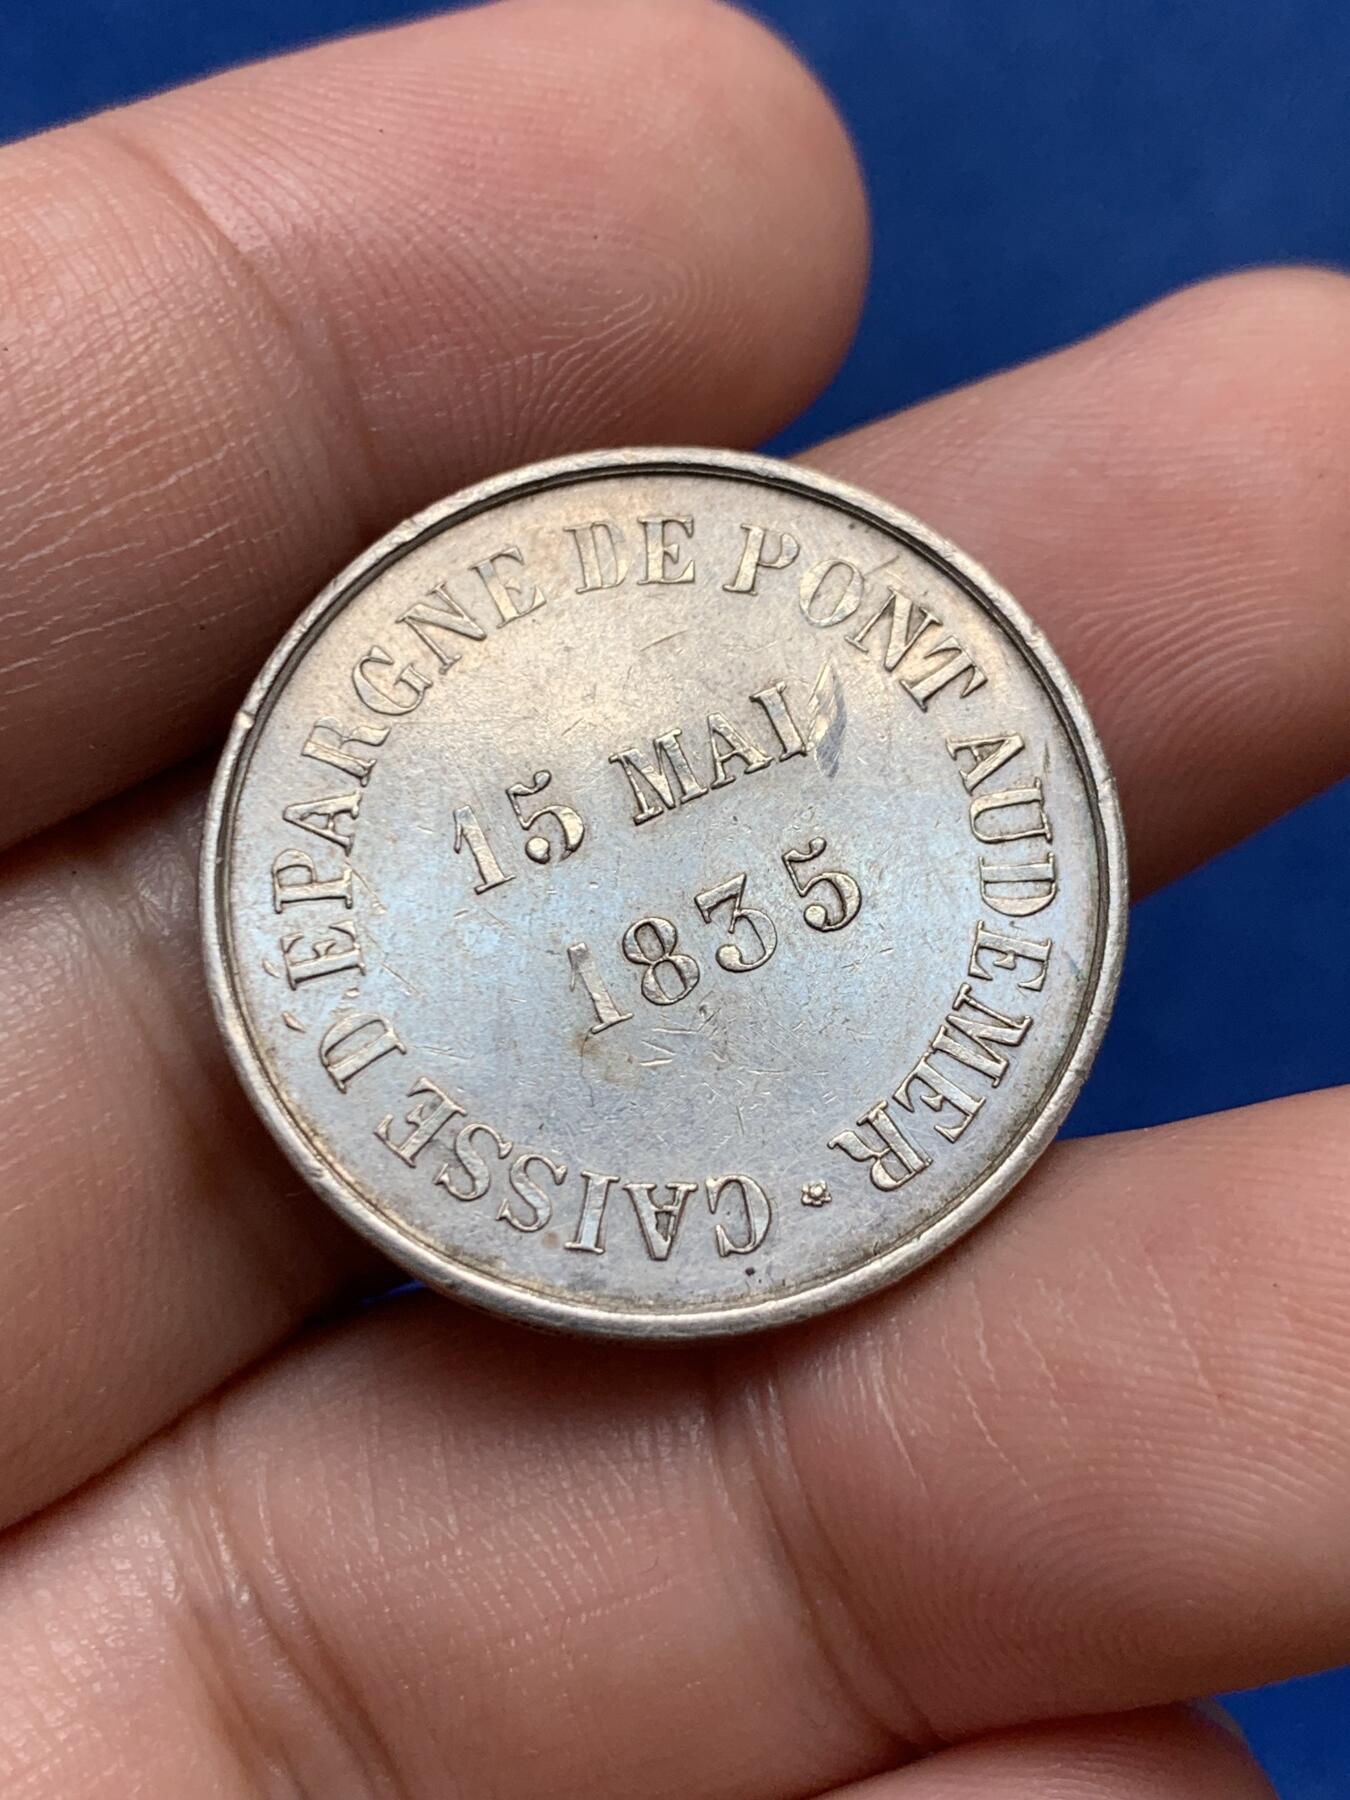 CAISSE D'ÉPARGNE DE PONT AUDEMER
15 MAI
1835